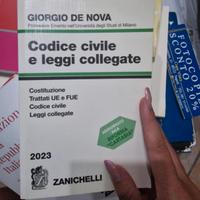 GIORGIO DE NOVA
Professore Emerito nell'Università degli Studi di Milano
Codice civile
e leggi collegate
Costituzione
Trattati UE e FUE
Codice civile
Leggi collegate
2023
ZANICHELLI
FOTOCOP
SCONTO 20%